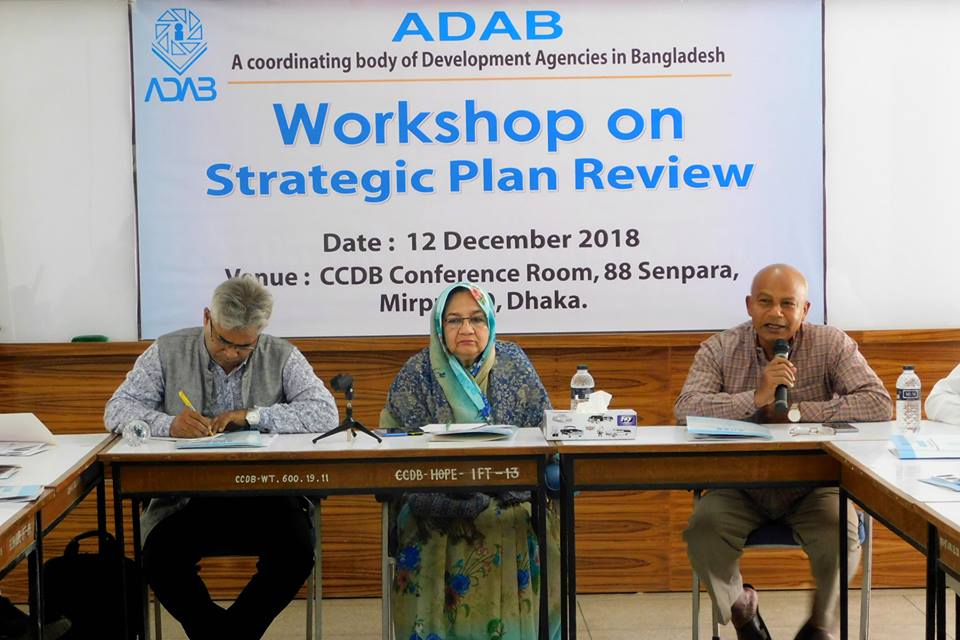 ADAB
A coordinating body of Development Agencies in Bangladesh
ADAB
Workshop on
Strategic Plan Review
Date : 12 December 2018
Venue : CCDB Conference Room, 88 Senpara,
Dhaka.
CCDB-WT.600.19.11
CCDB-HOPE- IFT-13